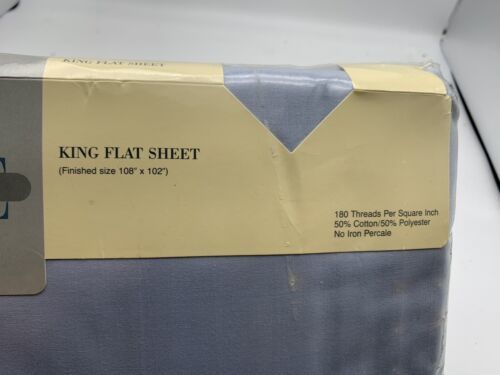 KING FLAT SHEET
KING FLAT SHEET
(Finished size 108" x 102")
180 Threads Per Square Inch
50% Cotton/50% Polyester
No Iron Percale